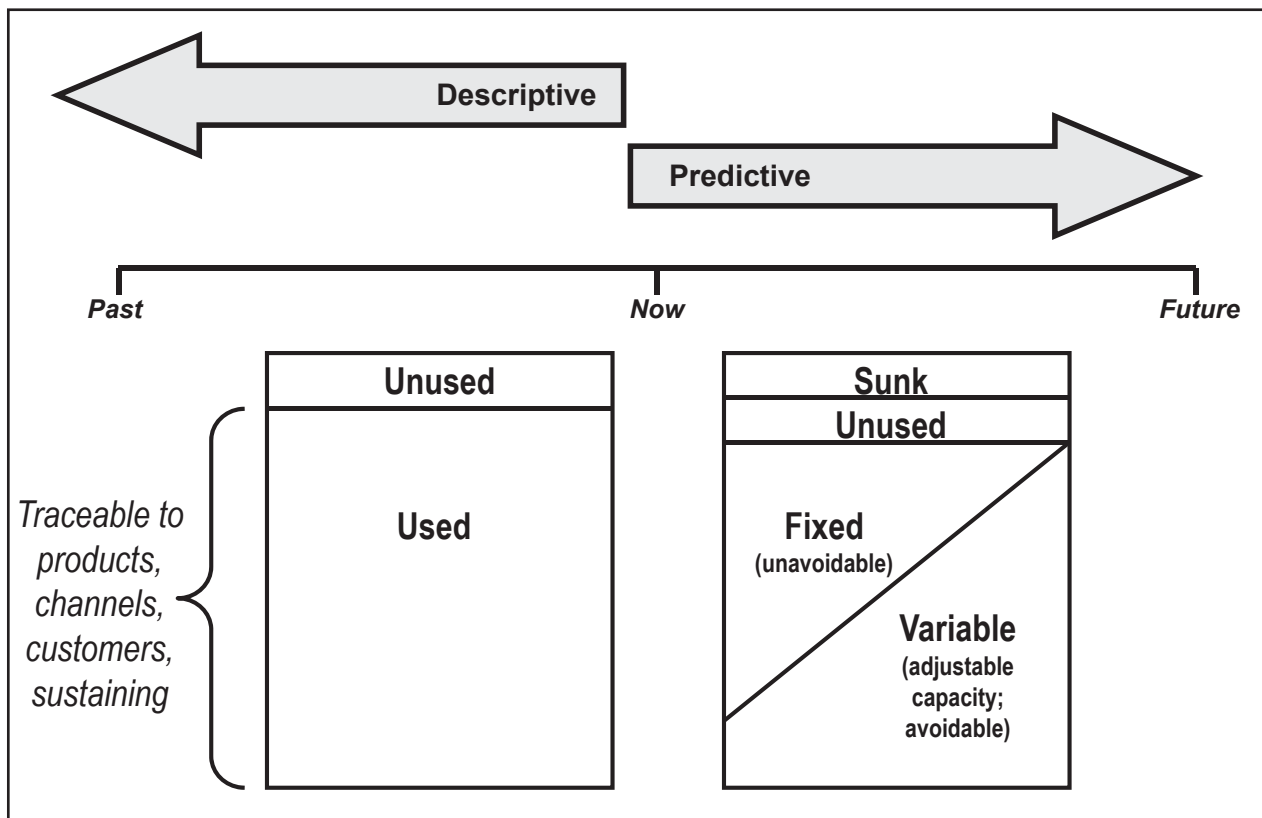 Descriptive
Predictive
Past
Now
Future
Unused
Used
Traceable to
products,
channels,
customers,
sustaining
Sunk
Unused
Fixed
(unavoidable)
Variable
(adjustable
capacity;
avoidable)